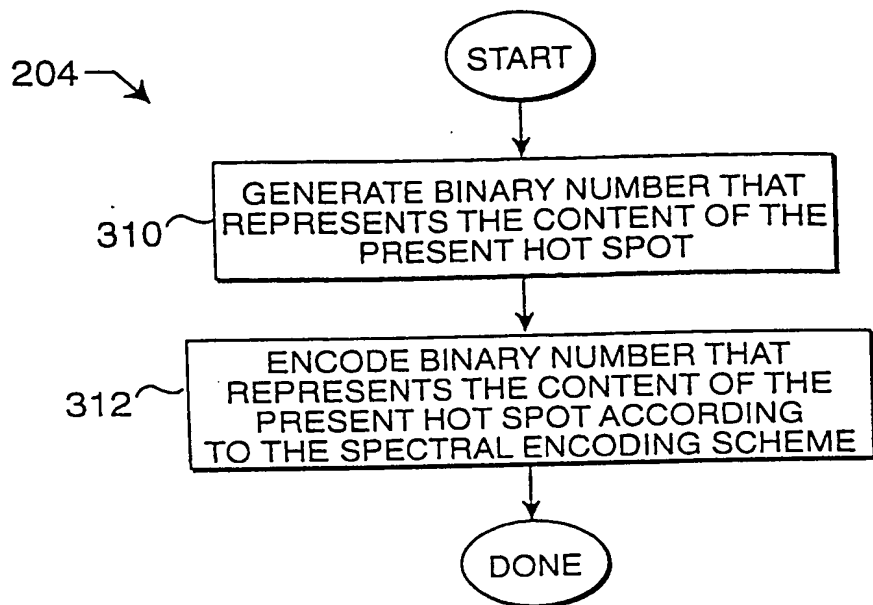 START
204
GENERATE BINARY NUMBER THAT
REPRESENTS THE CONTENT OF THE
PRESENT HOT SPOT.
310
ENCODE BINARY NUMBER THAT
REPRESENTS THE CONTENT OF THE
PRESENT HOT SPOT ACCORDING
TO THE SPECTRAL ENCODING SCHEME
312
DONE